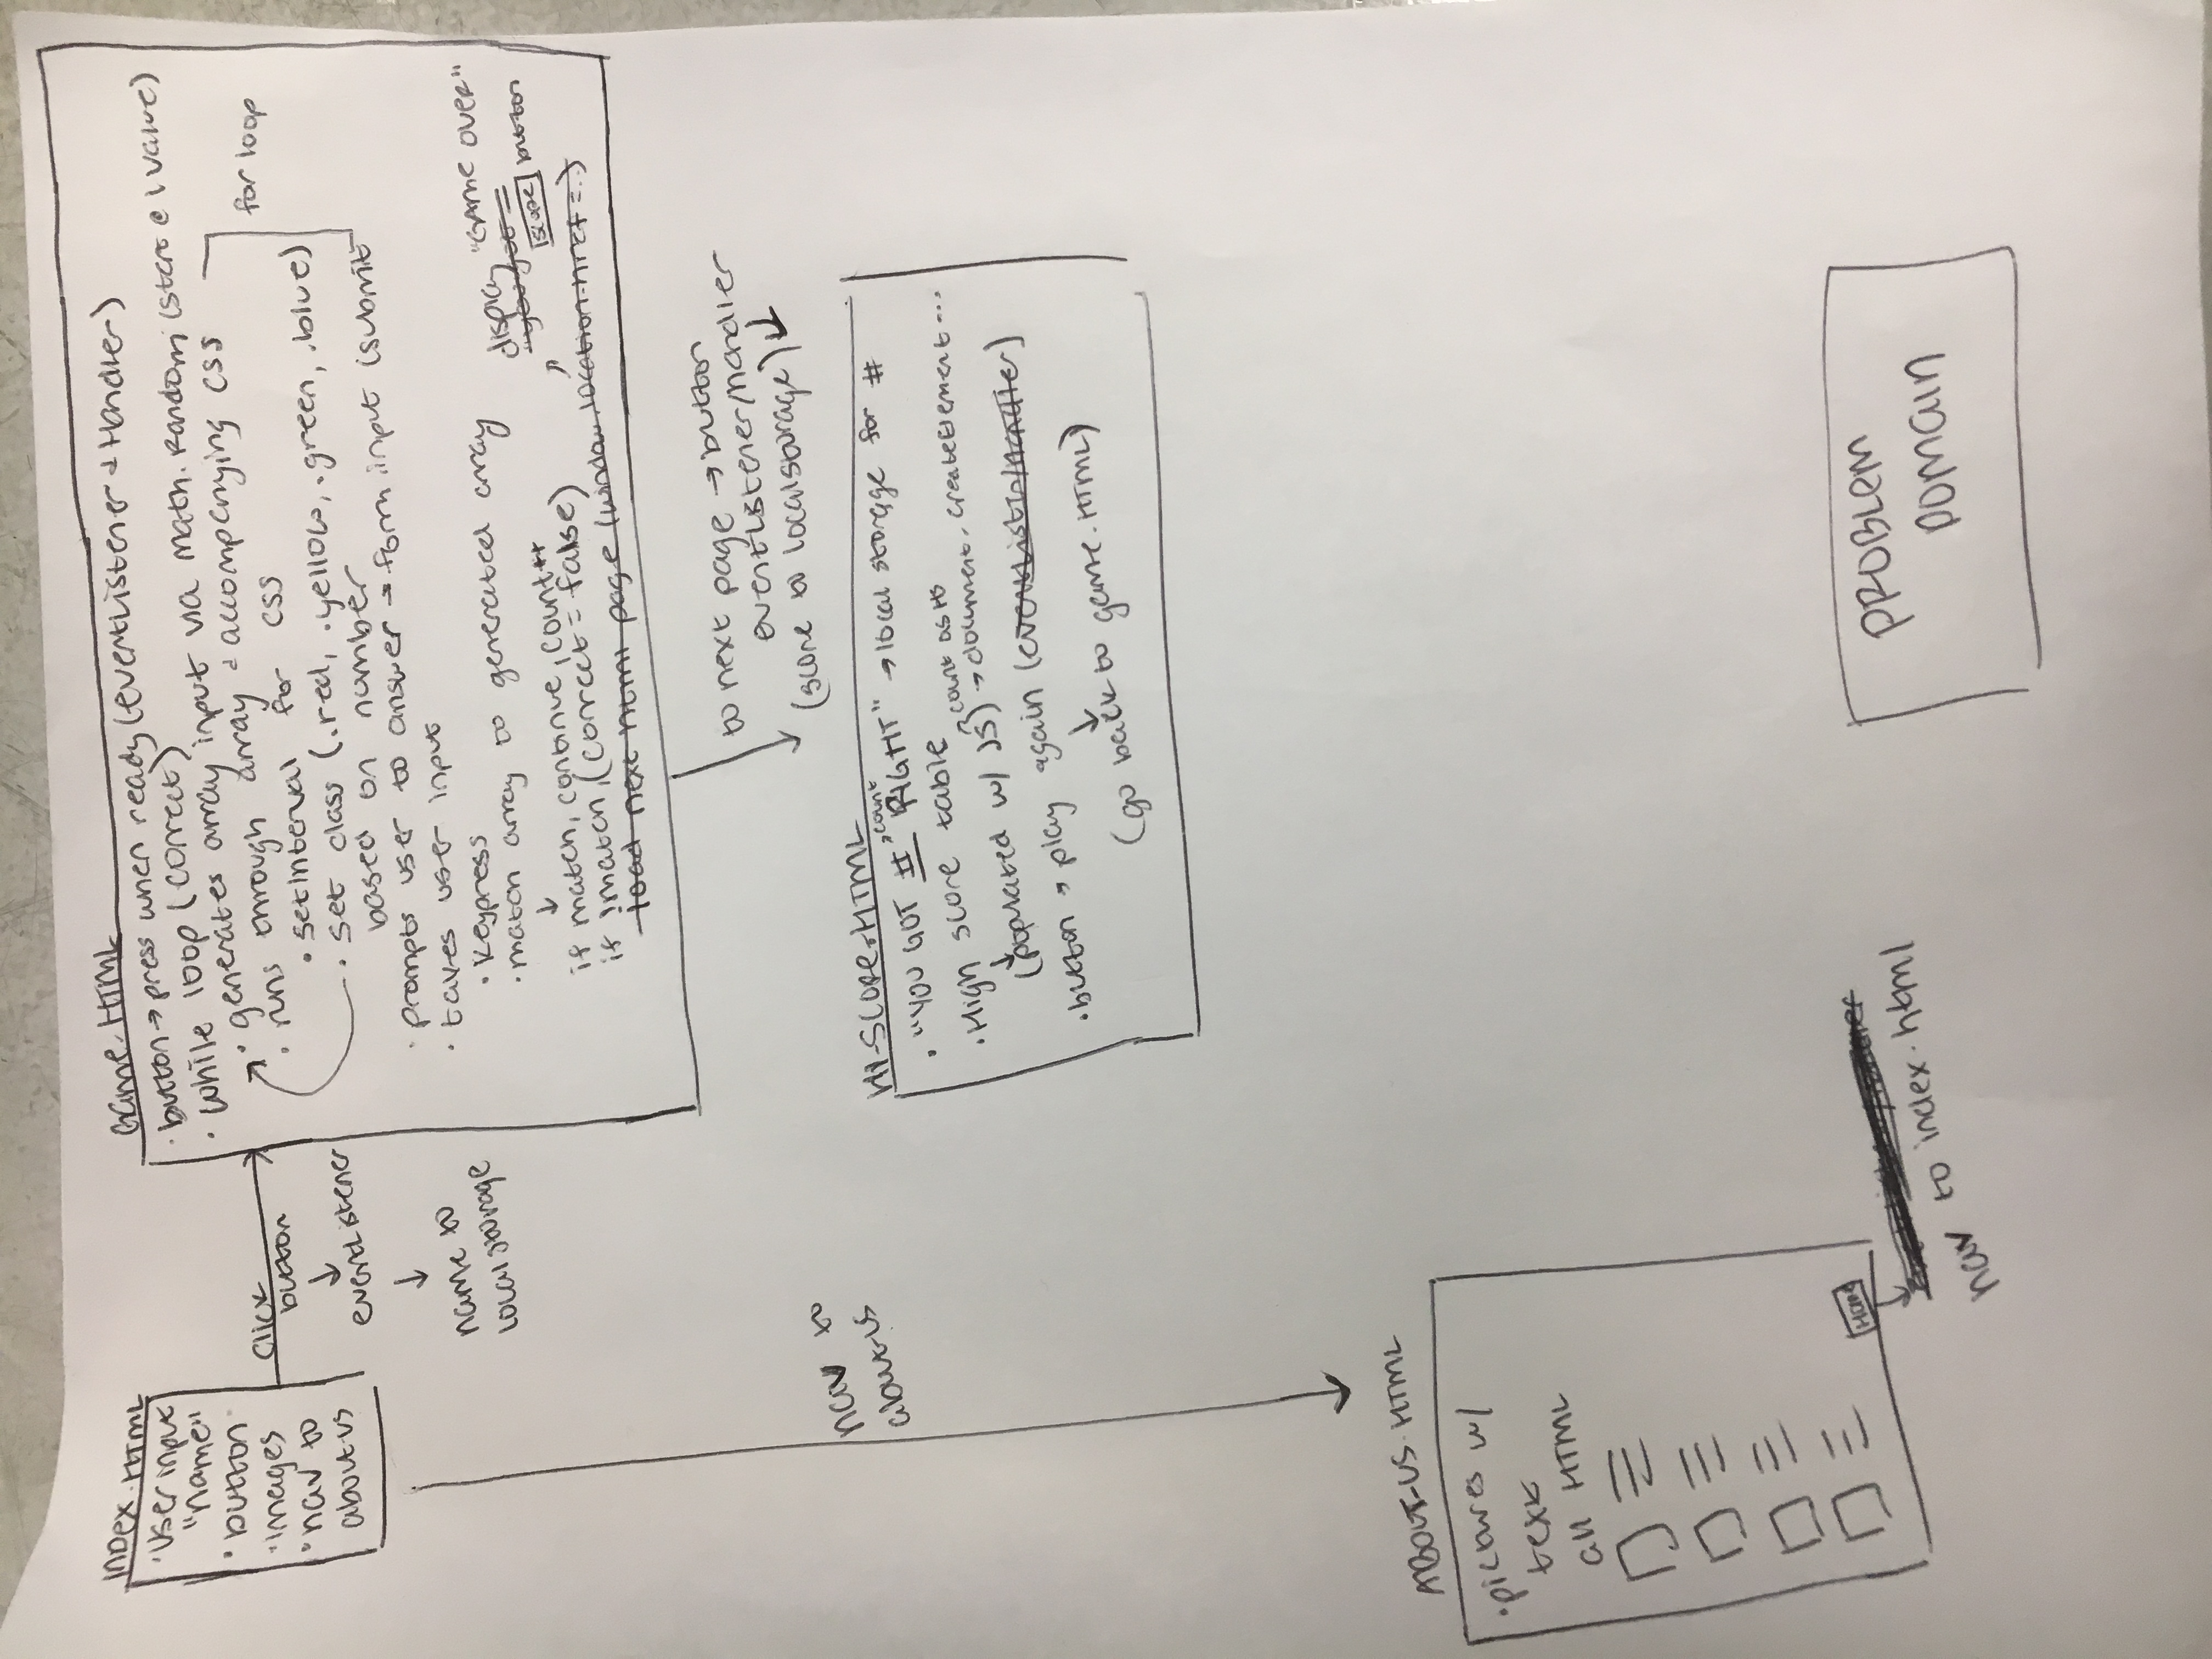 INDEX.HTML
• User input
"name"
• button
• images
• nav to
about-us
click
button
↓
eventListener
↓
name to
local storage
Game.HTML
• button → press when ready (eventListener & Handler)
• while loop (correct)
• generates array input via math.random (start @ 1 value)
• runs through array & accompanying css
• setInterval for css
• set class (.red, .yellow, .green, .blue)
based on number
for loop
• prompts user to answer → form input (submit
• takes user input
• keypress
• match array to generated array
↓
if match, continue, count++
if !match, (correct = false)
load next html page (window.location.href = ..)
display "GAME OVER"
"you got =
score button
to next page → button
eventListener/handler
(score to localstorage) ↓
HI-SCORE.HTML
• "YOU GOT # RIGHT" → local storage for #
count
• High score table
↓
(populated w/ JS) → document.createElement...
count as HS
• button → play again (eventListin/handler)
↓
(go back to game.HTML)
nav to
about-us
ABOUT-US.HTML
• pictures w/
text
all HTML
HOME
↓
nav to index.html
PROBLEM
DOMAIN